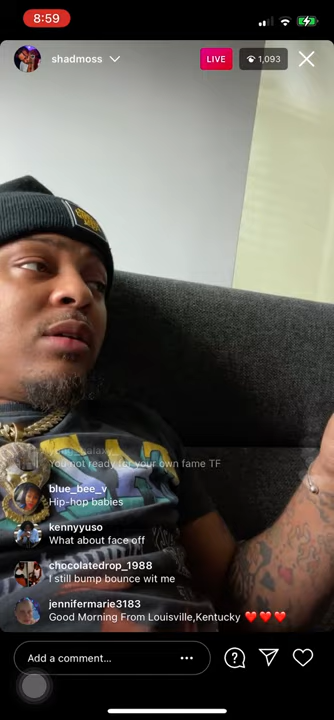 8:59
shadmoss
LIVE
1,093
You not ready for your own fame TF
blue_bee_v
Hip-hop babies
kennyyuso
What about face off
chocolatedrop_1988
I still bump bounce wit me
jennifermarie3183
Good Morning From Louisville,Kentucky ❤️❤️❤️
Add a comment...